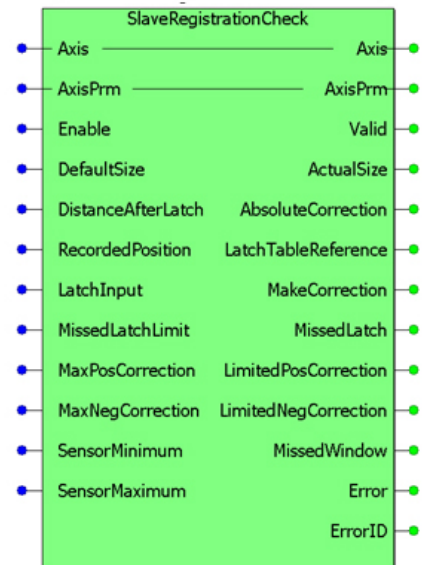 SlaveRegistrationCheck
Axis Axis
AxisPrm AxisPrm
Enable Valid
DefaultSize ActualSize
DistanceAfterLatch AbsoluteCorrection
RecordedPosition LatchTableReference
LatchInput MakeCorrection
MissedLatchLimit MissedLatch
MaxPosCorrection LimitedPosCorrection
MaxNegCorrection LimitedNegCorrection
SensorMinimum MissedWindow
SensorMaximum Error
ErrorID